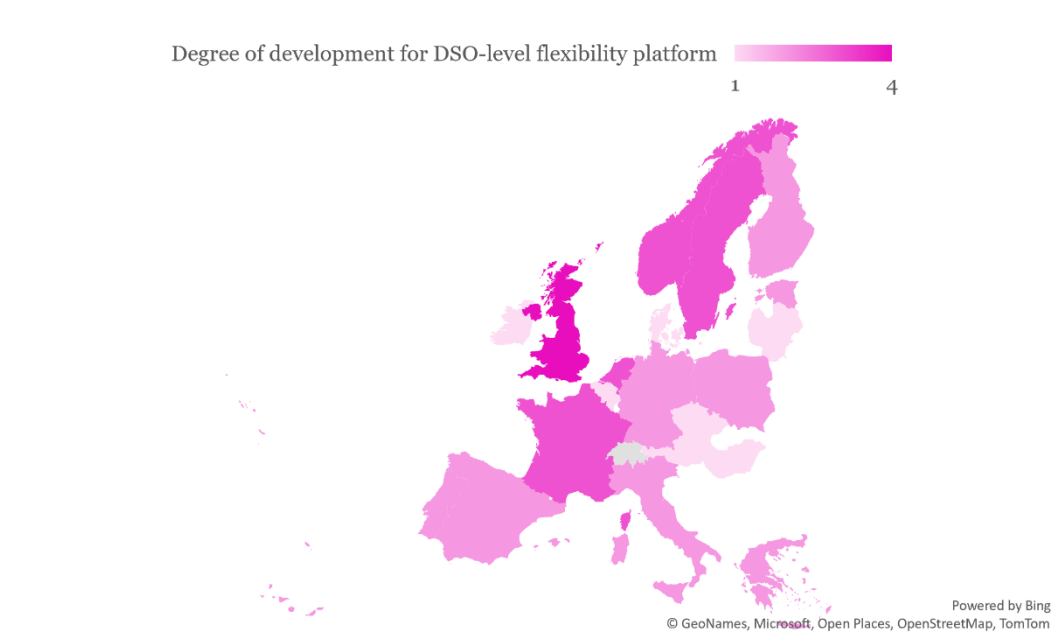 Degree of development for DSO-level flexibility platform
1
4
Powered by Bing
© GeoNames, Microsoft, Open Places, OpenStreetMap, TomTom